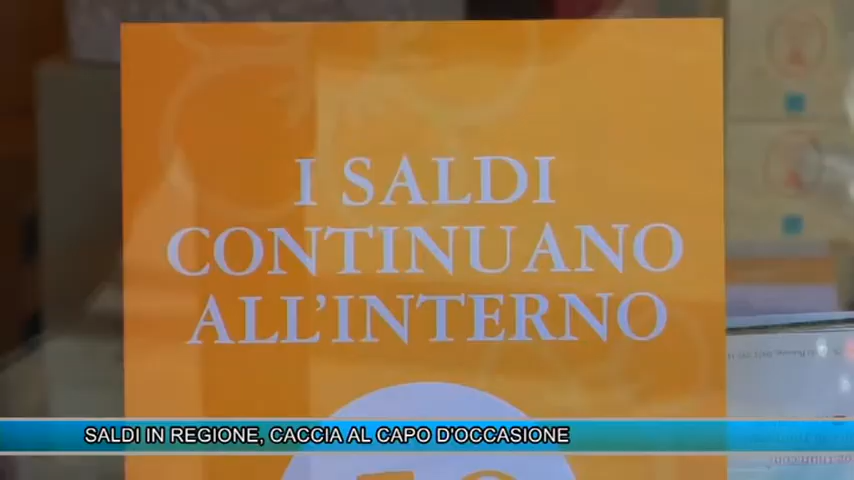 I SALDI
CONTINUANO
ALL'INTERNO
SALDI IN REGIONE, CACCIA AL CAPO D'OCCASIONE